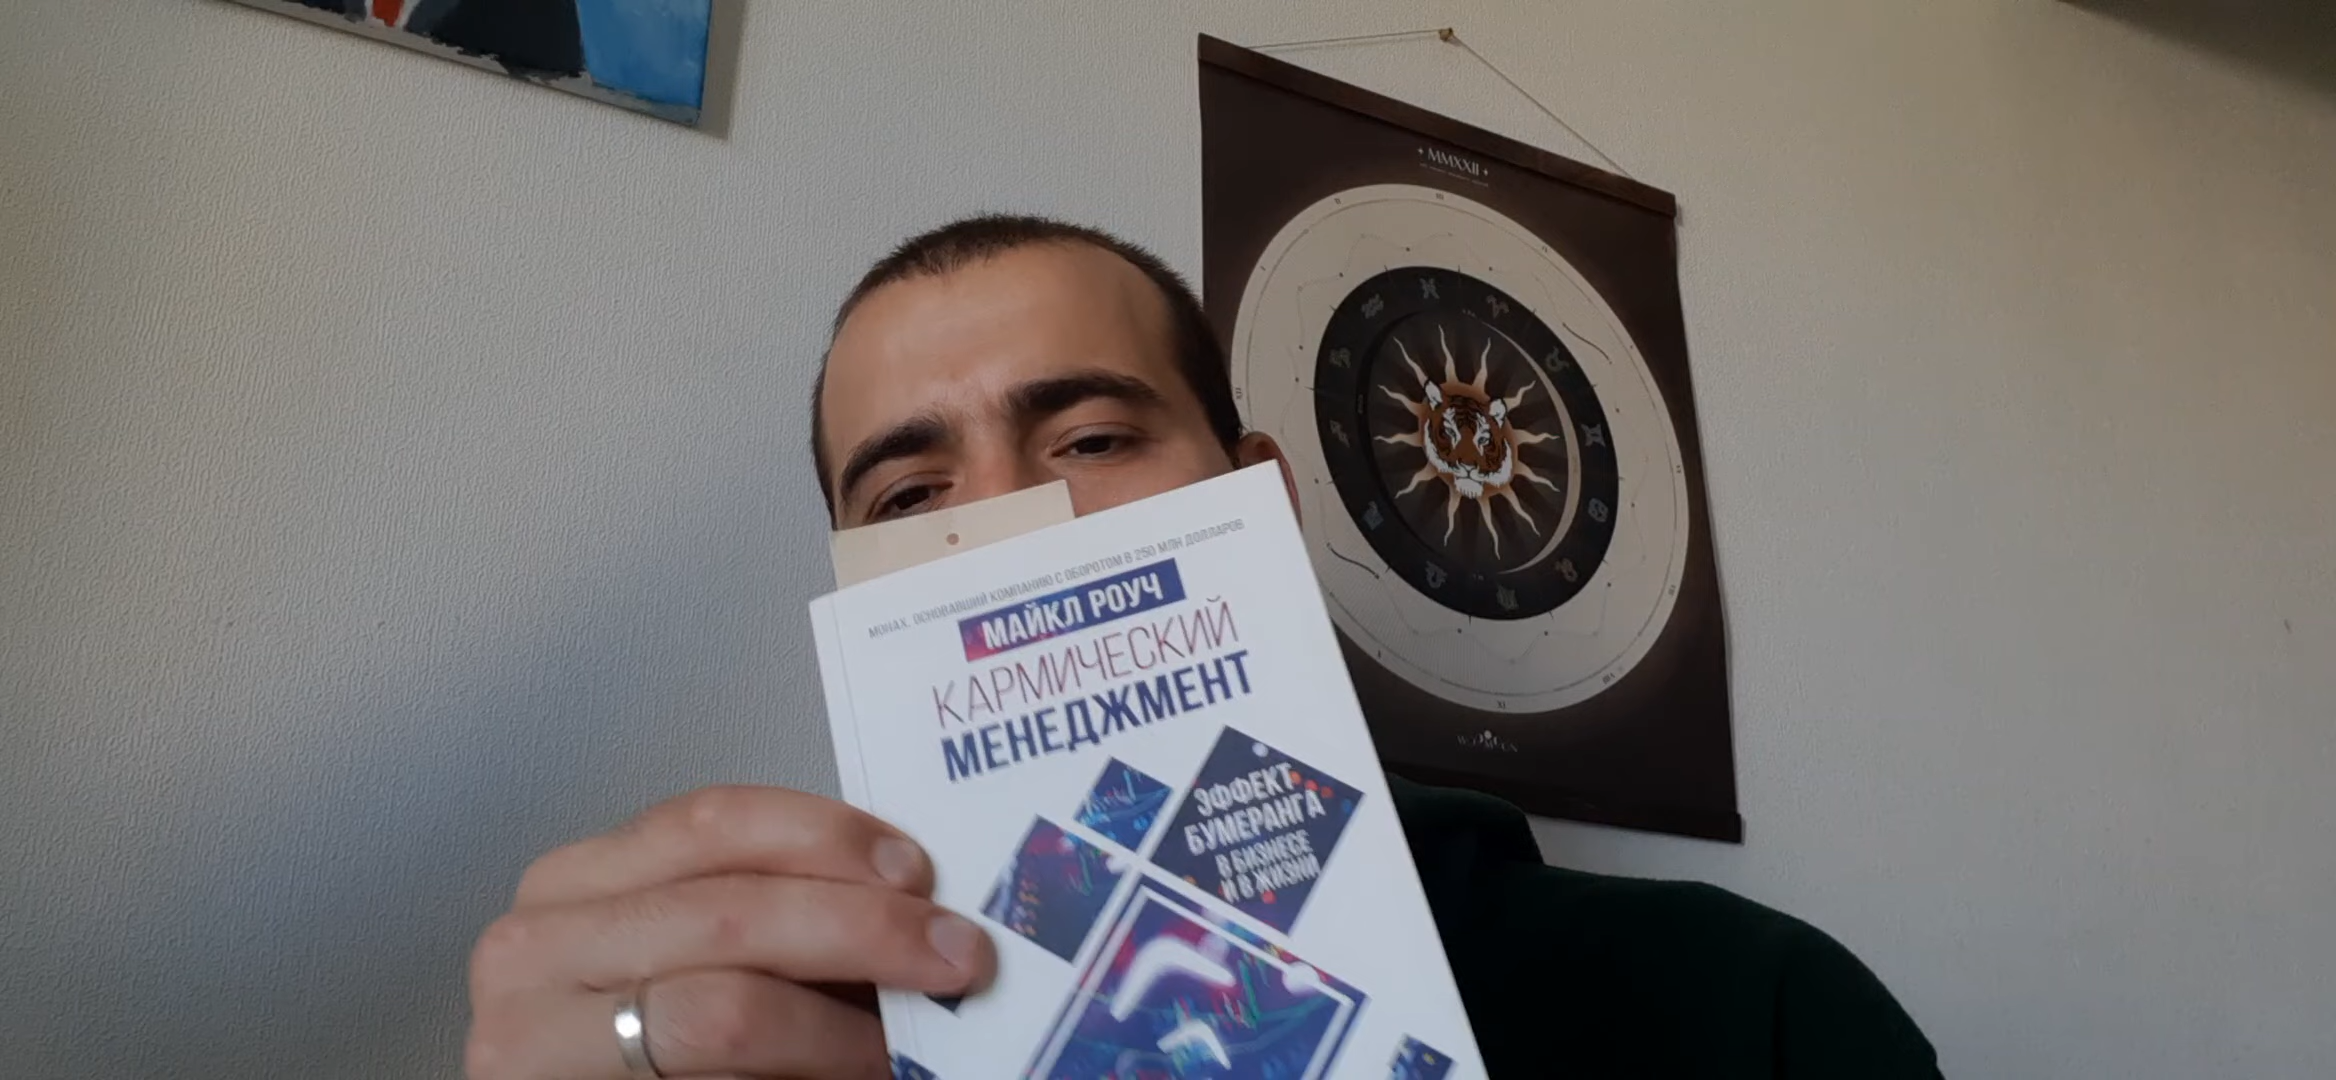 МОНАХ, ОСНОВАВШИЙ КОМПАНИЮ С ОБОРОТОМ В 250 МЛН ДОЛЛАРОВ
МАЙКЛ РОУЧ
КАРМИЧЕСКИЙ
МЕНЕДЖМЕНТ
ЭФФЕКТ
БУМЕРАНГА
В БИЗНЕСЕ
И В ЖИЗНИ
MMXXII